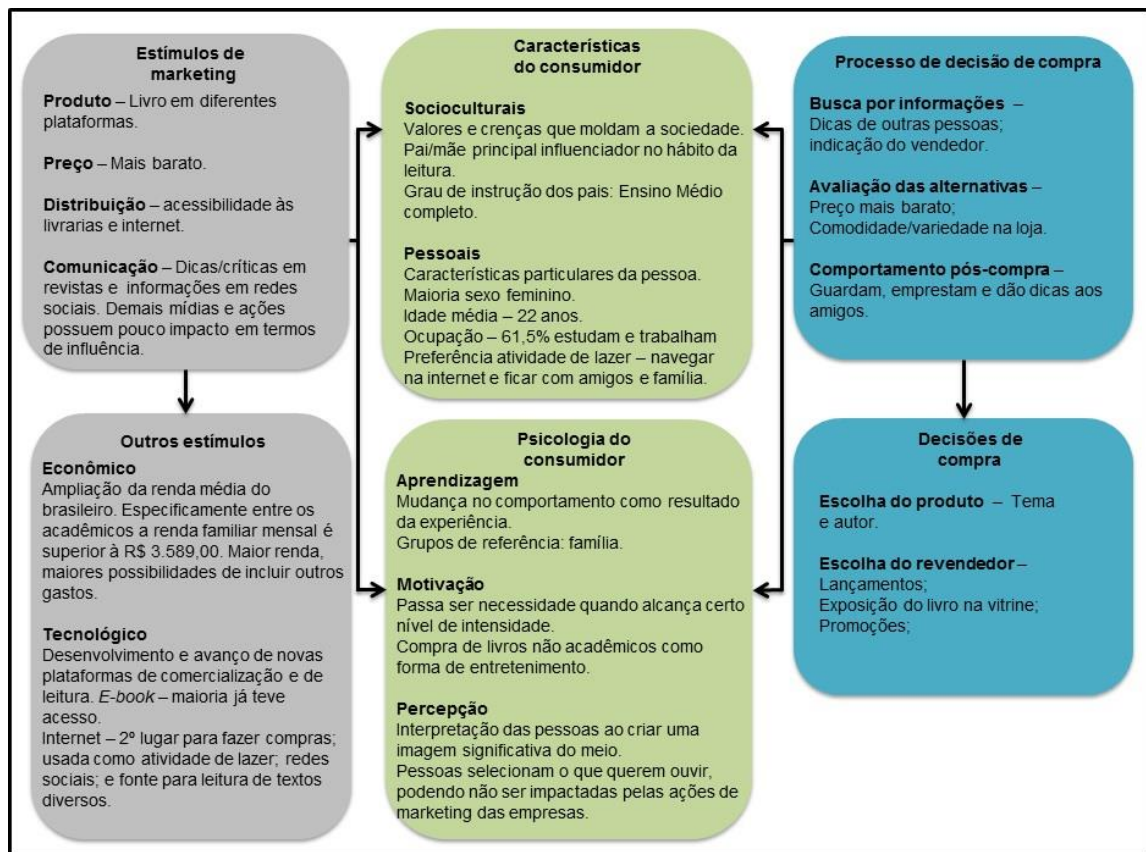 Estímulos de
marketing
Produto – Livro em diferentes
plataformas.
Preço – Mais barato.
Distribuição – acessibilidade às
livrarias e internet.
Comunicação – Dicas/críticas em
revistas e informações em redes
sociais. Demais mídias e ações
possuem pouco impacto em termos
de influência.
Outros estímulos
Econômico
Ampliação da renda média do
brasileiro. Especificamente entre os
acadêmicos a renda familiar mensal é
superior à R$ 3.589,00. Maior renda,
maiores possibilidades de incluir outros
gastos.
Tecnológico
Desenvolvimento e avanço de novas
plataformas de comercialização e de
leitura. E-book – maioria já teve
acesso.
Internet – 2º lugar para fazer compras;
usada como atividade de lazer; redes
sociais; e fonte para leitura de textos
diversos.
Características
do consumidor
Socioculturais
Valores e crenças que moldam a sociedade.
Pai/mãe principal influenciador no hábito da
leitura.
Grau de instrução dos pais: Ensino Médio
completo.
Pessoais
Características particulares da pessoa.
Maioria sexo feminino.
Idade média – 22 anos.
Ocupação – 61,5% estudam e trabalham
Preferência atividade de lazer – navegar
na internet e ficar com amigos e família.
Psicologia do
consumidor
Aprendizagem
Mudança no comportamento como resultado
da experiência.
Grupos de referência: família.
Motivação
Passa ser necessidade quando alcança certo
nível de intensidade.
Compra de livros não acadêmicos como
forma de entretenimento.
Percepção
Interpretação das pessoas ao criar uma
imagem significativa do meio.
Pessoas selecionam o que querem ouvir,
podendo não ser impactadas pelas ações de
marketing das empresas.
Processo de decisão de compra
Busca por informações –
Dicas de outras pessoas;
indicação do vendedor.
Avaliação das alternativas –
Preço mais barato;
Comodidade/variedade na loja.
Comportamento pós-compra –
Guardam, emprestam e dão dicas aos
amigos.
Decisões de
compra
Escolha do produto – Tema
e autor.
Escolha do revendedor –
Lançamentos;
Exposição do livro na vitrine;
Promoções;